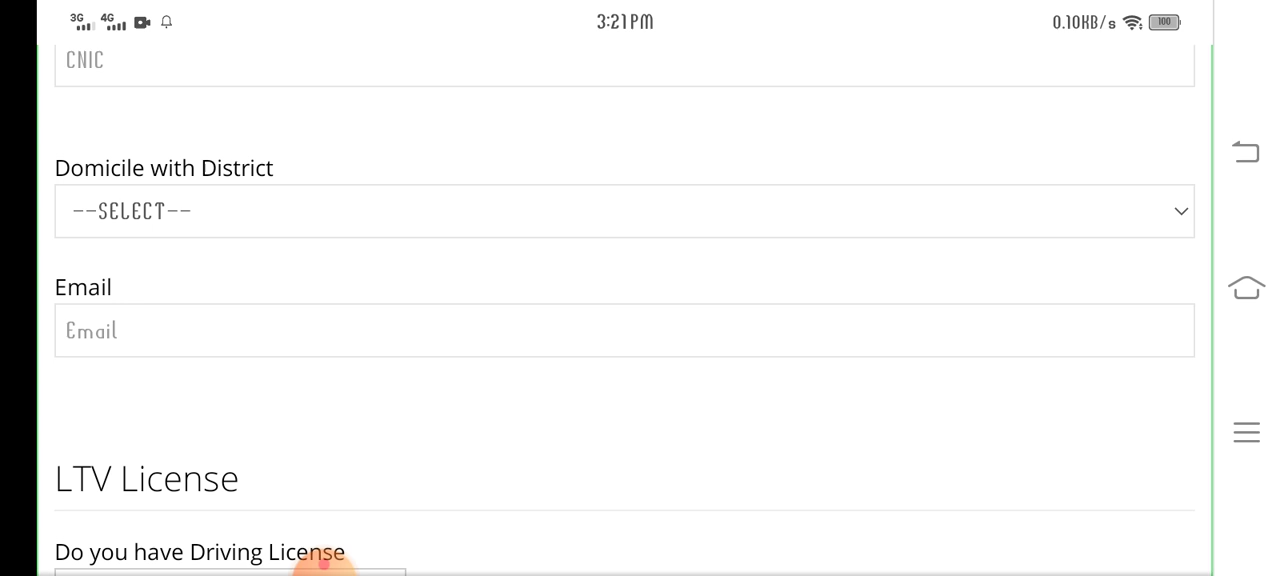 3G 4G 3:21PM 0.10KB/s 100
CNIC
Domicile with District
--SELECT--
Email
Email
LTV License
Do you have Driving License